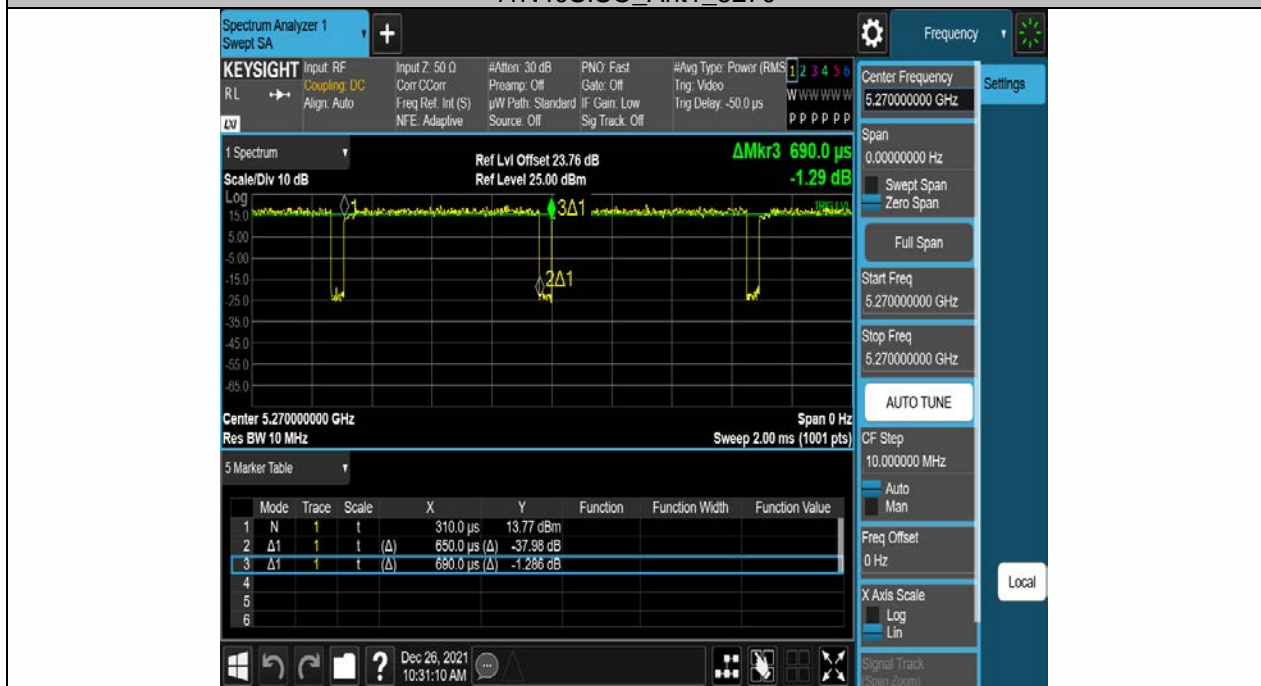 Spectrum Analyzer 1
Swept SA
+
Frequency
KEYSIGHT
RL
LXI
Input: RF
Coupling: DC
Align: Auto
Input Z: 50 Ω
Corr CCorr
Freq Ref: Int (S)
NFE: Adaptive
#Atten: 30 dB
Preamp: Off
µW Path: Standard
Source: Off
PNO: Fast
Gate: Off
IF Gain: Low
Sig Track: Off
#Avg Type: Power (RMS
Trig: Video
Trig Delay: -50.0 µs
1 2 3 4 5 6
W W W W W W
P P P P P P
1 Spectrum
Scale/Div 10 dB
Ref Lvl Offset 23.76 dB
Ref Level 25.00 dBm
ΔMkr3 690.0 µs
-1.29 dB
Log
15.0
5.00
-5.00
-15.0
-25.0
-35.0
-45.0
-55.0
-65.0
1
3Δ1
2Δ1
TRIG LVL
Center 5.270000000 GHz
Res BW 10 MHz
Span 0 Hz
Sweep 2.00 ms (1001 pts)
5 Marker Table
Mode Trace Scale X Y Function Function Width Function Value
1 N 1 t 310.0 µs 13.77 dBm
2 Δ1 1 t (Δ) 650.0 µs (Δ) -37.98 dB
3 Δ1 1 t (Δ) 690.0 µs (Δ) -1.286 dB
4
5
6
Dec 26, 2021
10:31:10 AM
?
Center Frequency
5.270000000 GHz
Settings
Span
0.00000000 Hz
Swept Span
Zero Span
Full Span
Start Freq
5.270000000 GHz
Stop Freq
5.270000000 GHz
AUTO TUNE
CF Step
10.000000 MHz
Auto
Man
Freq Offset
0 Hz
X Axis Scale
Log
Lin
Local
Signal Track
(Span Zoom)